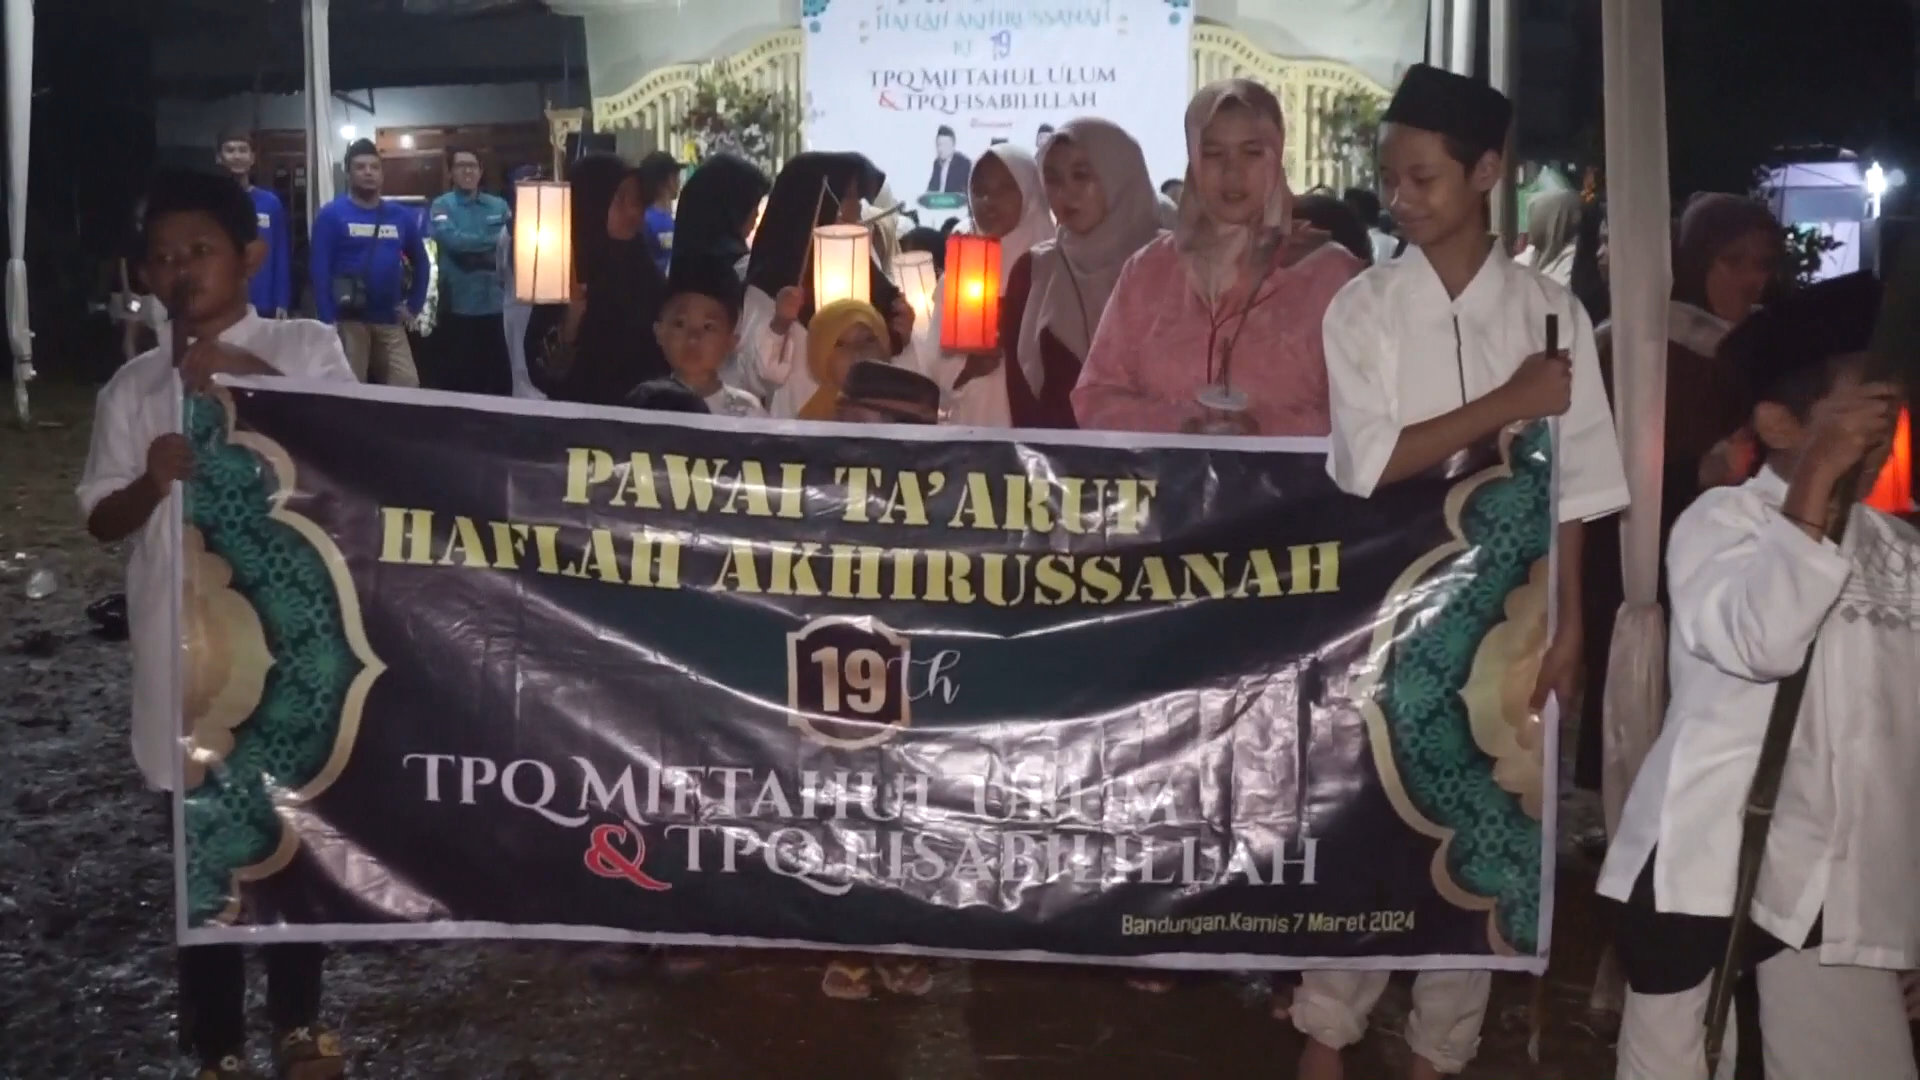 HAFLAH AKHIRUSSANAH
KE 19
TPQ MIFTAHUL ULUM
& TPQ FISABILILLAH
PAWAI TA'ARUF
HAFLAH AKHIRUSSANAH
19th
TPQ MIFTAHUL ULUM
& TPQ FISABILILLAH
Bandungan,Kamis 7 Maret 2024